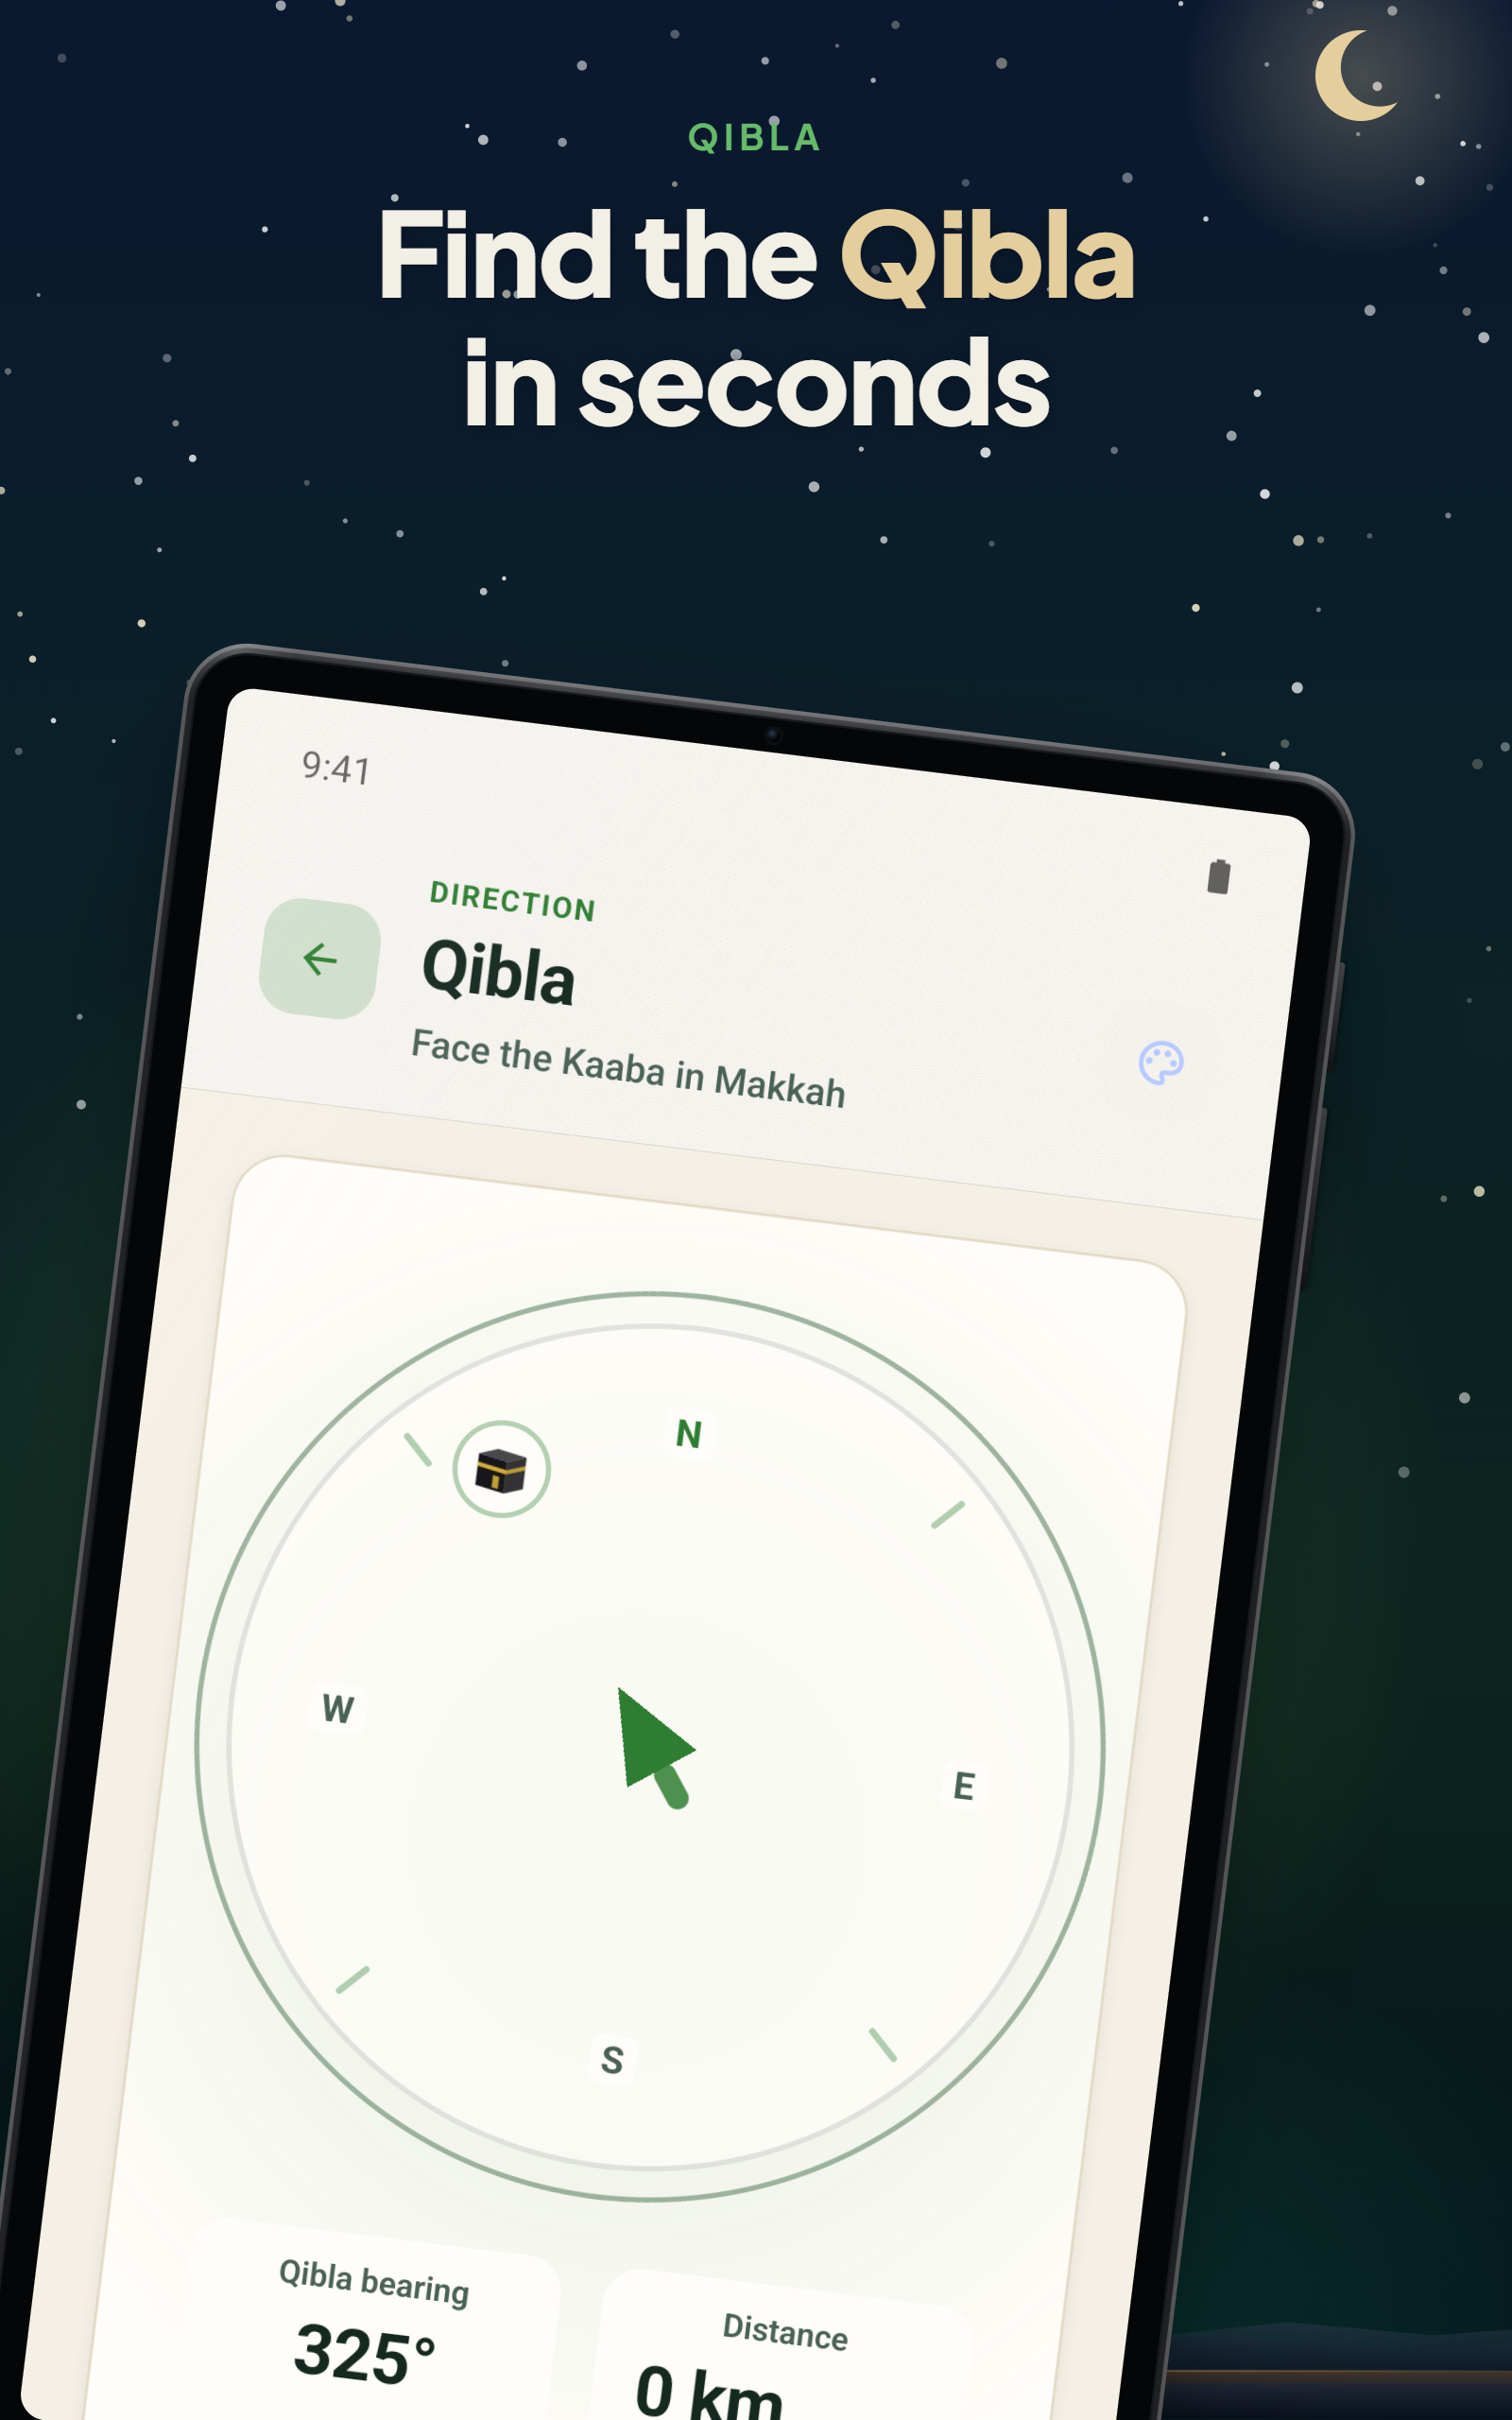 QIBLA
Find the Qibla
in seconds
9:41
DIRECTION
Qibla
Face the Kaaba in Makkah
N
W
E
S
Qibla bearing
325°
Distance
0 km